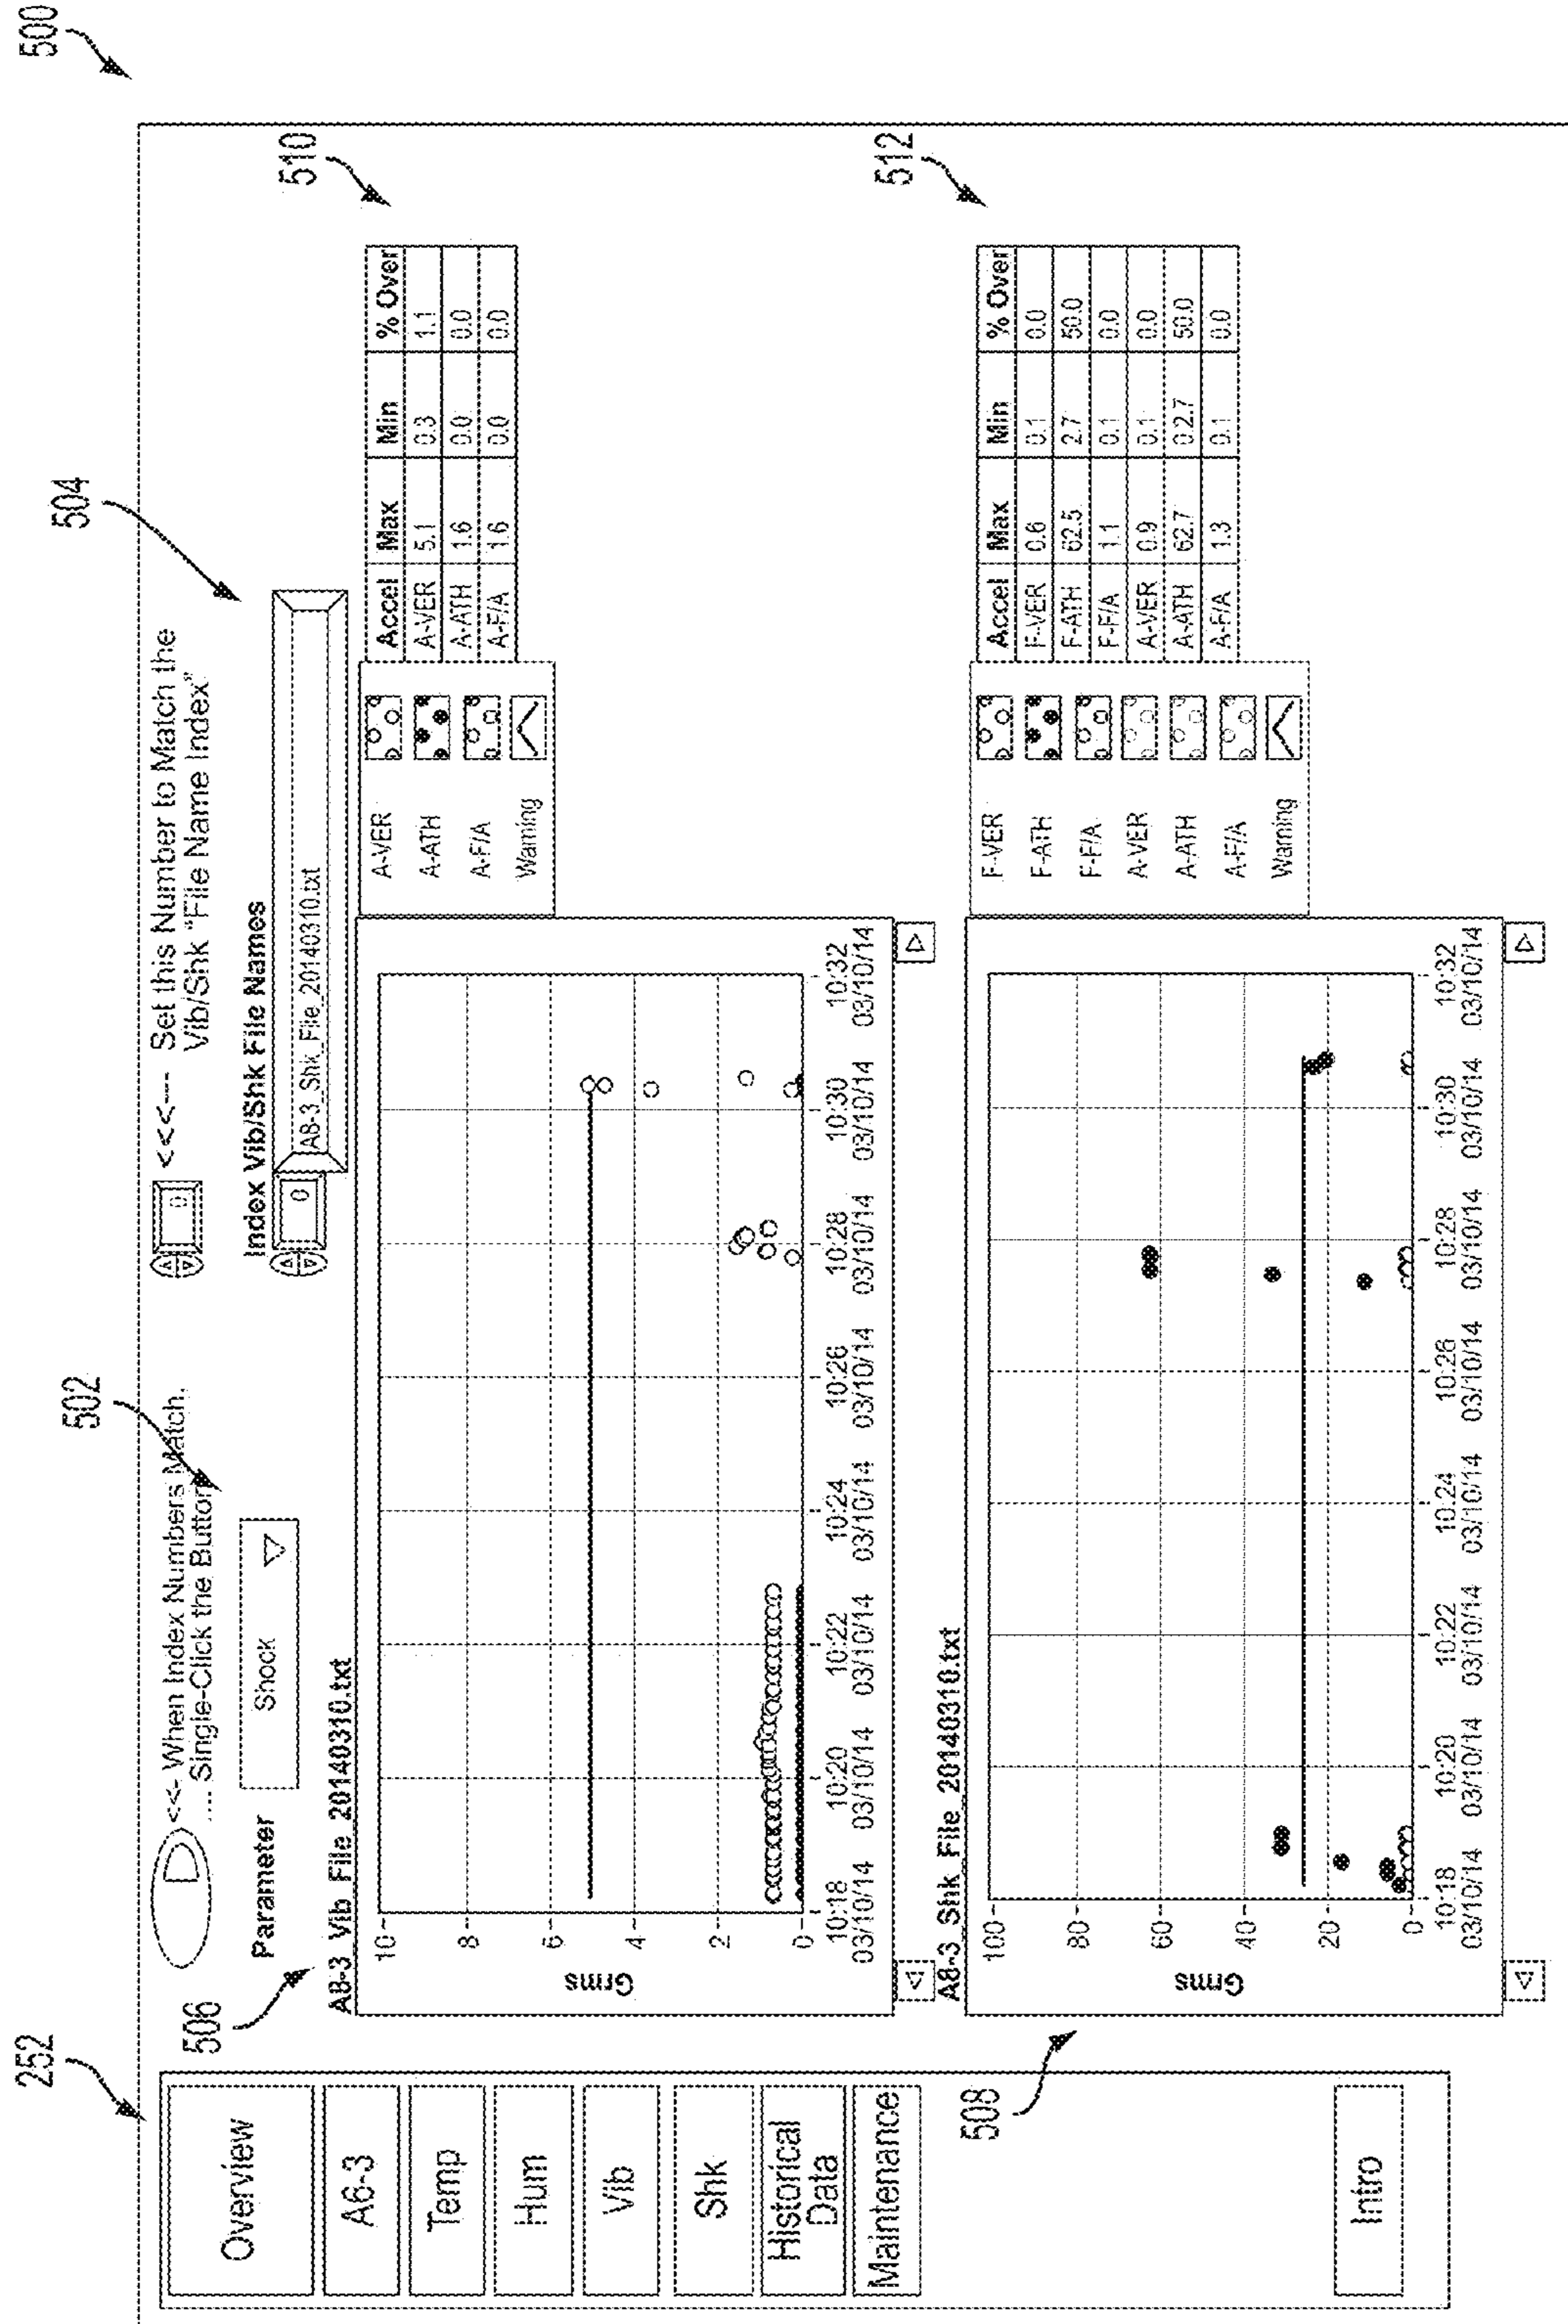 500
252
Overview
A6-3
Temp
Hum
Vib
Shk
Historical
Data
Maintenance
Intro
<<- When Index Numbers Match,
.... Single-Click the Button
502
Parameter
Shock
0
<<<--- Set this Number to Match the
Vib/Shk "File Name Index"
Index Vib/Shk File Names
0
A8-3_Shk_File_20140310.txt
504
506
A8-3_Vib_File_20140310.txt
Grms
10
8
6
4
2
0
10:18 10:20 10:22 10:24 10:26 10:28 10:30 10:32
03/10/14 03/10/14 03/10/14 03/10/14 03/10/14 03/10/14 03/10/14 03/10/14
A-VER
A-ATH
A-F/A
Warning
510
Accel Max Min % Over
A-VER 5.1 0.3 1.1
A-ATH 1.6 0.0 0.0
A-F/A 1.6 0.0 0.0
508
A8-3_Shk_File_20140310.txt
Grms
100
80
60
40
20
0
10:18 10:20 10:22 10:24 10:26 10:28 10:30 10:32
03/10/14 03/10/14 03/10/14 03/10/14 03/10/14 03/10/14 03/10/14 03/10/14
F-VER
F-ATH
F-F/A
A-VER
A-ATH
A-F/A
Warning
512
Accel Max Min % Over
F-VER 0.6 0.1 0.0
F-ATH 62.5 2.7 50.0
F-F/A 1.1 0.1 0.0
A-VER 0.9 0.1 0.0
A-ATH 62.7 02.7 50.0
A-F/A 1.3 0.1 0.0